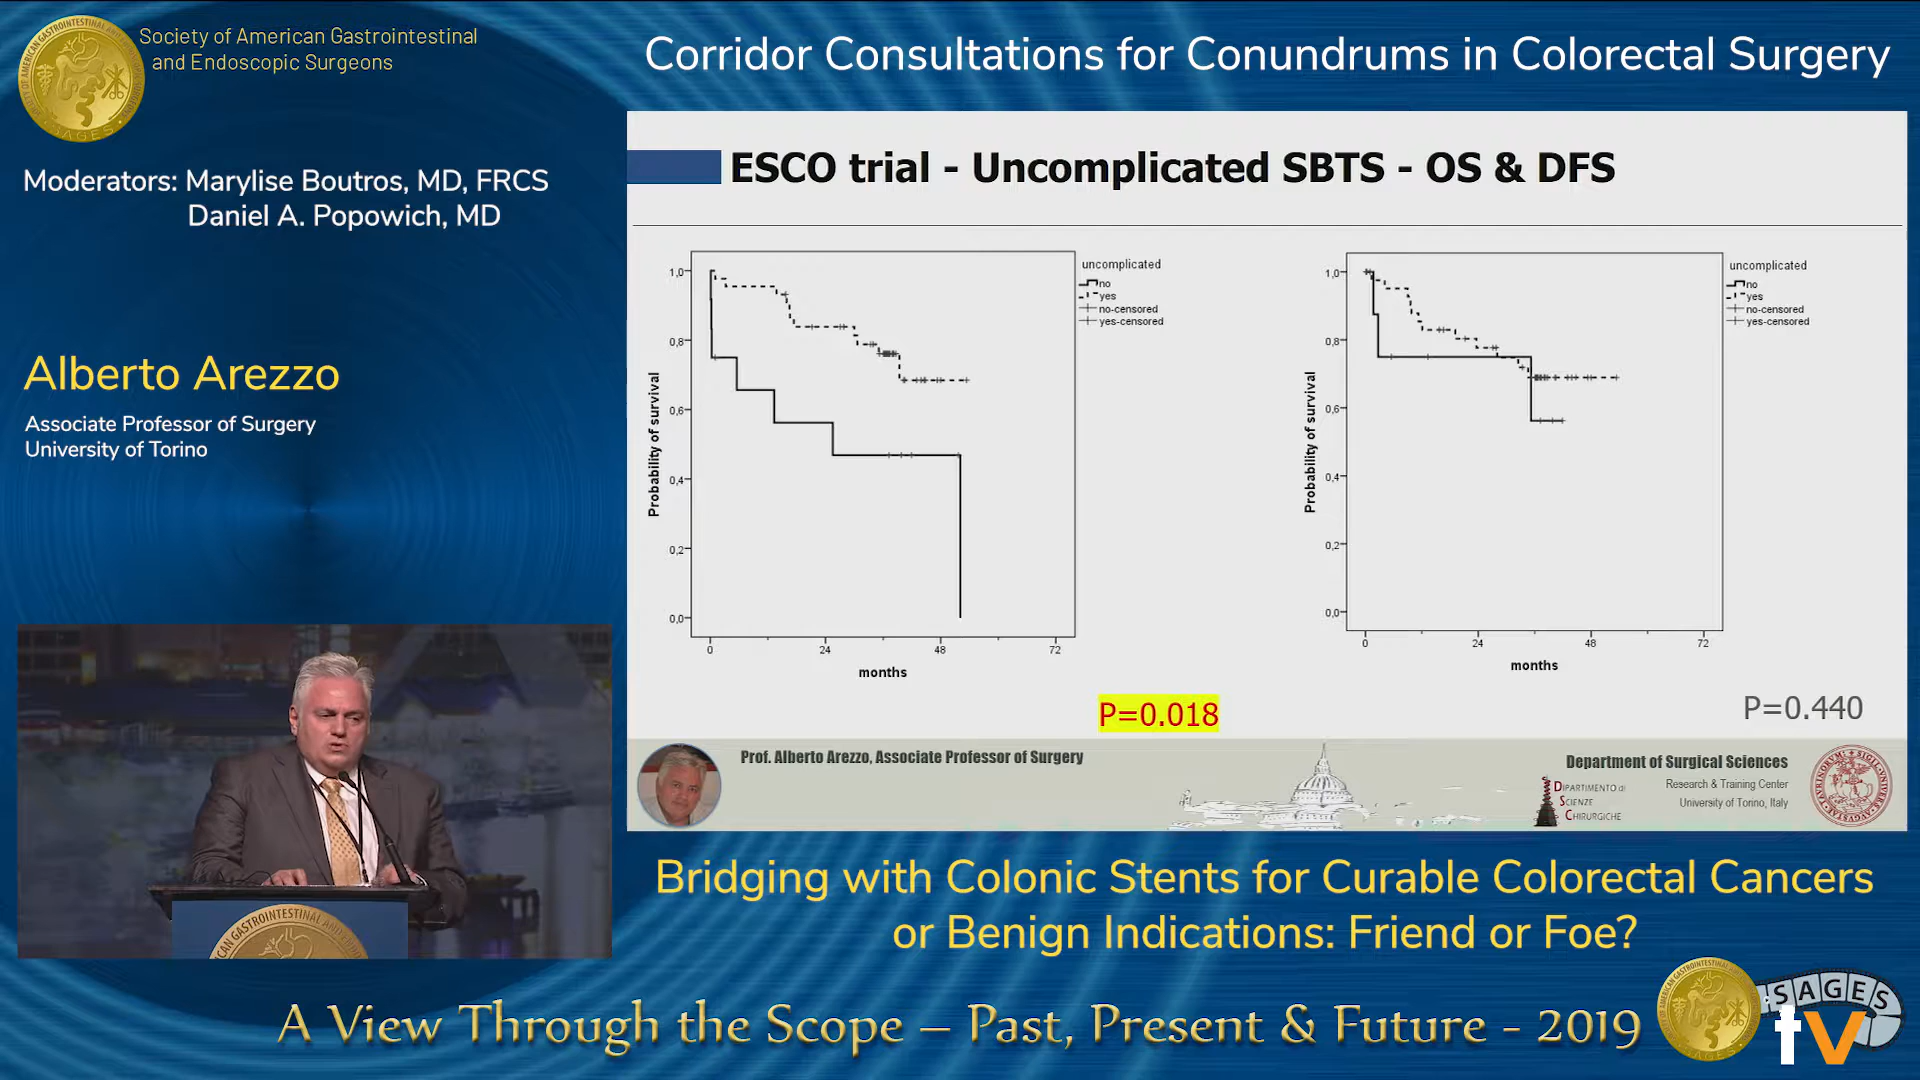 Society of American Gastrointestinal
and Endoscopic Surgeons
Corridor Consultations for Conundrums in Colorectal Surgery
Moderators: Marylise Boutros, MD, FRCS
Daniel A. Popowich, MD
Alberto Arezzo
Associate Professor of Surgery
University of Torino
ESCO trial - Uncomplicated SBTS - OS & DFS
uncomplicated
no
yes
no-censored
yes-censored
Probability of survival
1,0
0,8
0,6
0,4
0,2
0,0
0 24 48 72
months
P=0.018
uncomplicated
no
yes
no-censored
yes-censored
Probability of survival
1,0
0,8
0,6
0,4
0,2
0,0
0 24 48 72
months
P=0.440
Prof. Alberto Arezzo, Associate Professor of Surgery
DIPARTIMENTO di
SCIENZE
CHIRURGICHE
Department of Surgical Sciences
Research & Training Center
University of Torino, Italy
Bridging with Colonic Stents for Curable Colorectal Cancers
or Benign Indications: Friend or Foe?
A View Through the Scope – Past, Present & Future - 2019
SAGES
tv